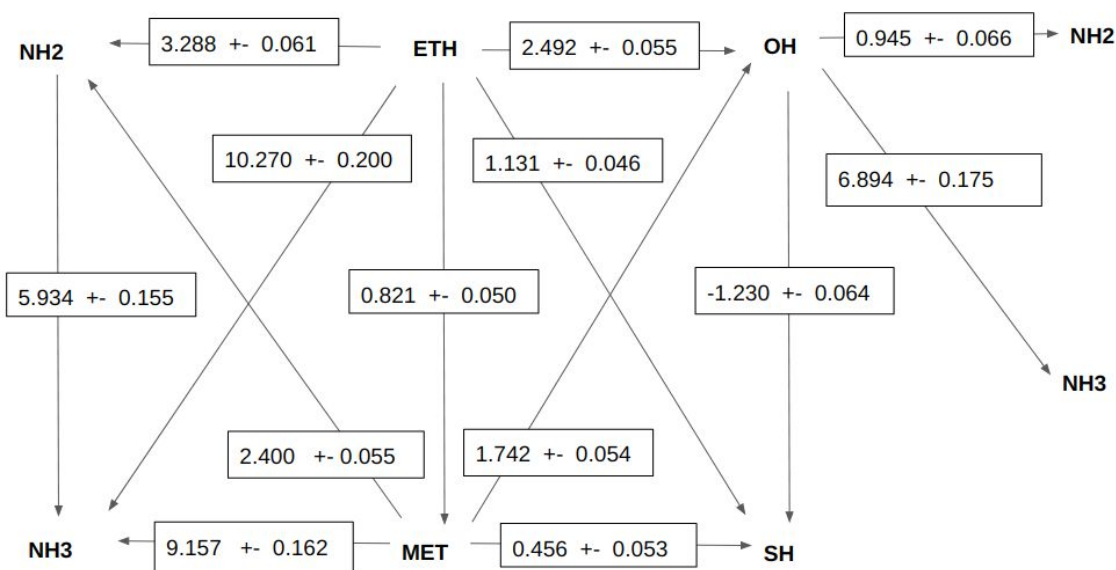 NH2
3.288 +- 0.061
ETH
2.492 +- 0.055
OH
0.945 +- 0.066
NH2
10.270 +- 0.200
1.131 +- 0.046
6.894 +- 0.175
5.934 +- 0.155
0.821 +- 0.050
-1.230 +- 0.064
NH3
2.400 +- 0.055
1.742 +- 0.054
NH3
9.157 +- 0.162
MET
0.456 +- 0.053
SH